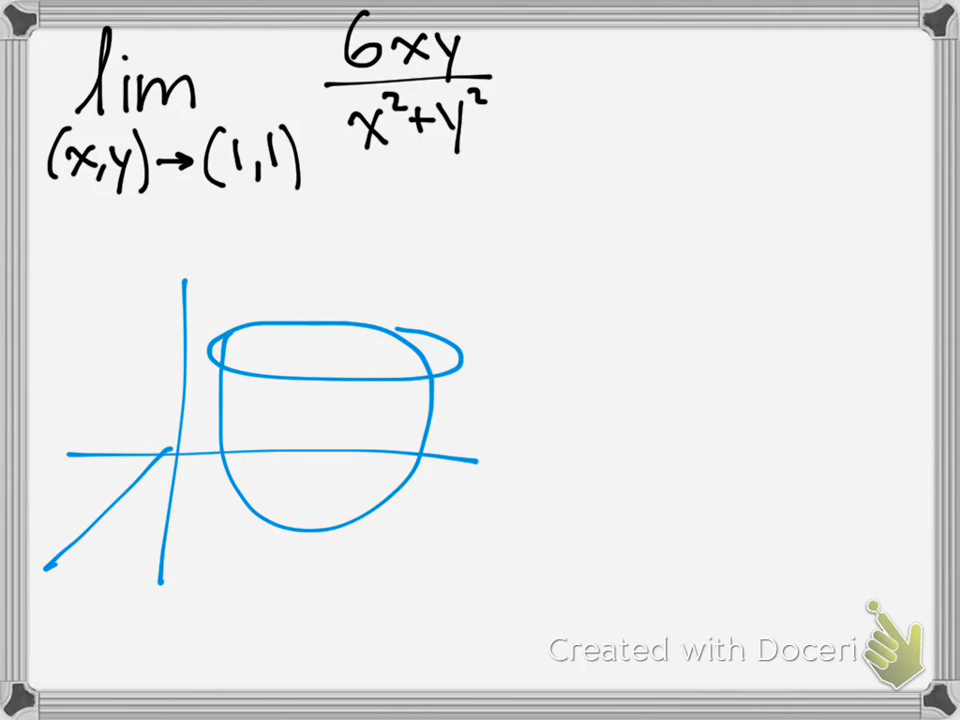 lim 6xy
(x,y)→(1,1) x²+y²
Created with Doceri